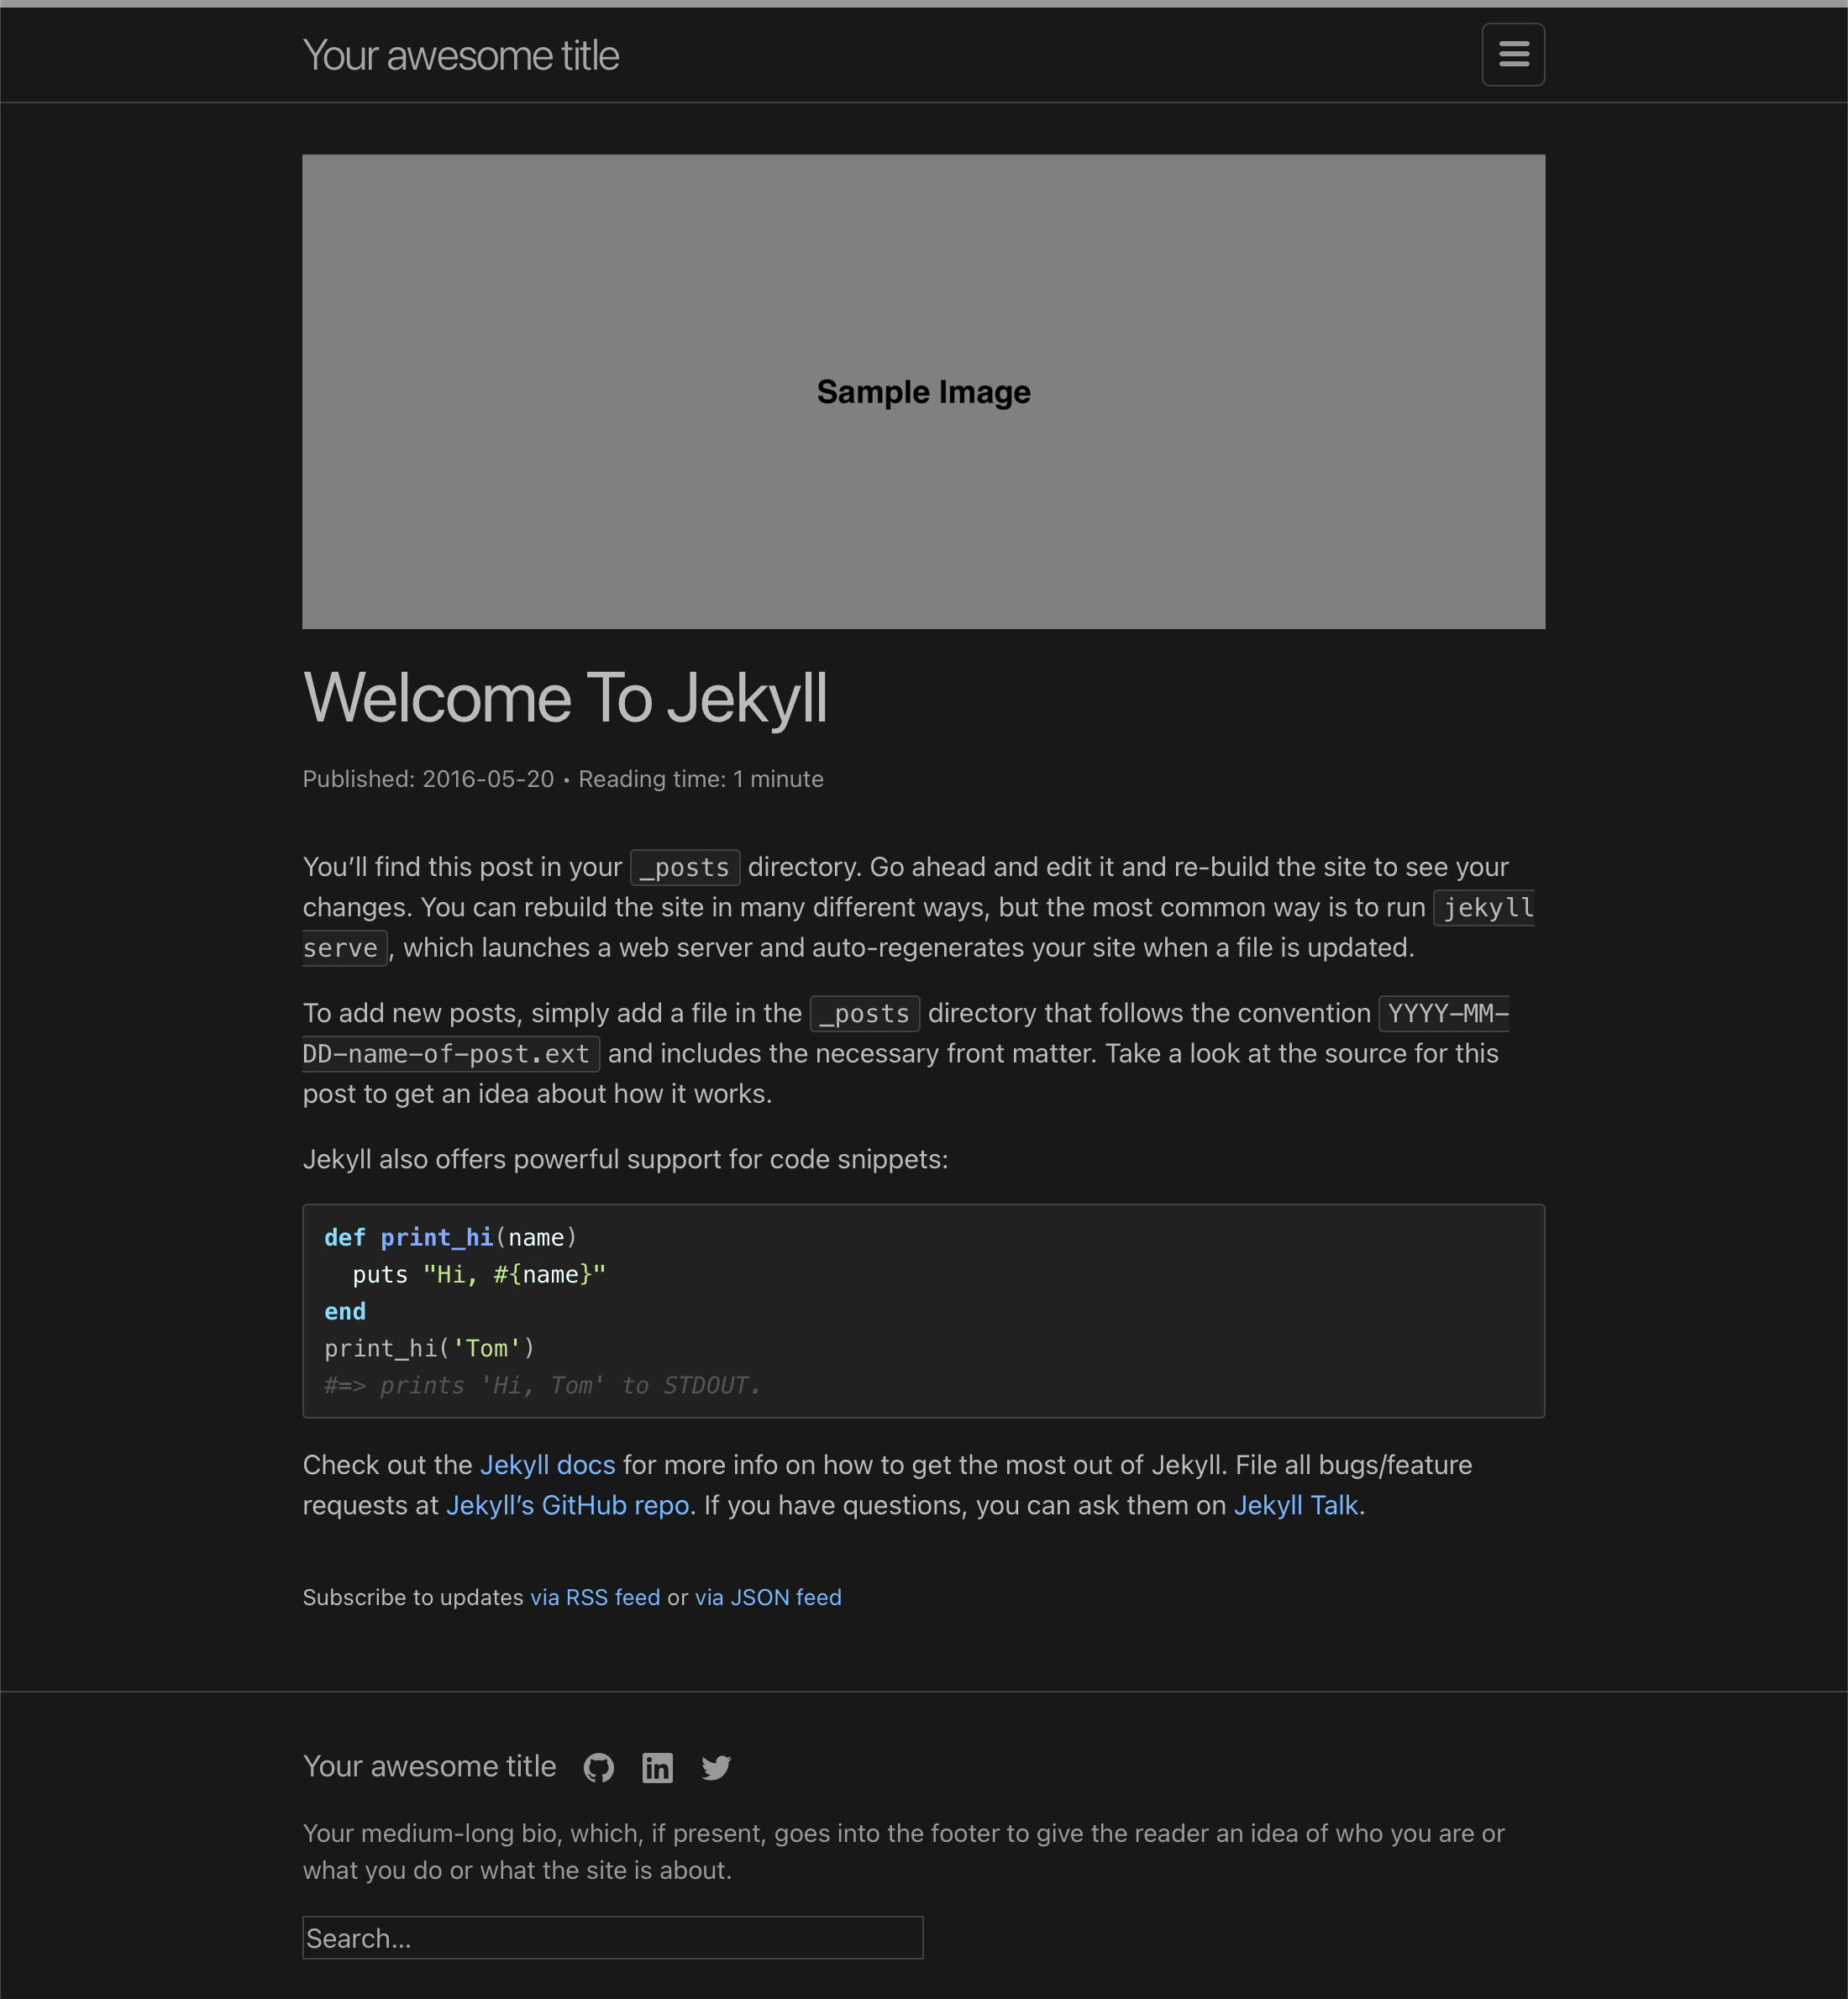 Your awesome title
Sample Image
Welcome To Jekyll
Published: 2016-05-20 • Reading time: 1 minute
You’ll find this post in your _posts directory. Go ahead and edit it and re-build the site to see your
changes. You can rebuild the site in many different ways, but the most common way is to run jekyll
serve, which launches a web server and auto-regenerates your site when a file is updated.
To add new posts, simply add a file in the _posts directory that follows the convention YYYY-MM-
DD-name-of-post.ext and includes the necessary front matter. Take a look at the source for this
post to get an idea about how it works.
Jekyll also offers powerful support for code snippets:
def print_hi(name)
  puts "Hi, #{name}"
end
print_hi('Tom')
#=> prints 'Hi, Tom' to STDOUT.
Check out the Jekyll docs for more info on how to get the most out of Jekyll. File all bugs/feature
requests at Jekyll’s GitHub repo. If you have questions, you can ask them on Jekyll Talk.
Subscribe to updates via RSS feed or via JSON feed
Your awesome title in
Your medium-long bio, which, if present, goes into the footer to give the reader an idea of who you are or
what you do or what the site is about.
Search...